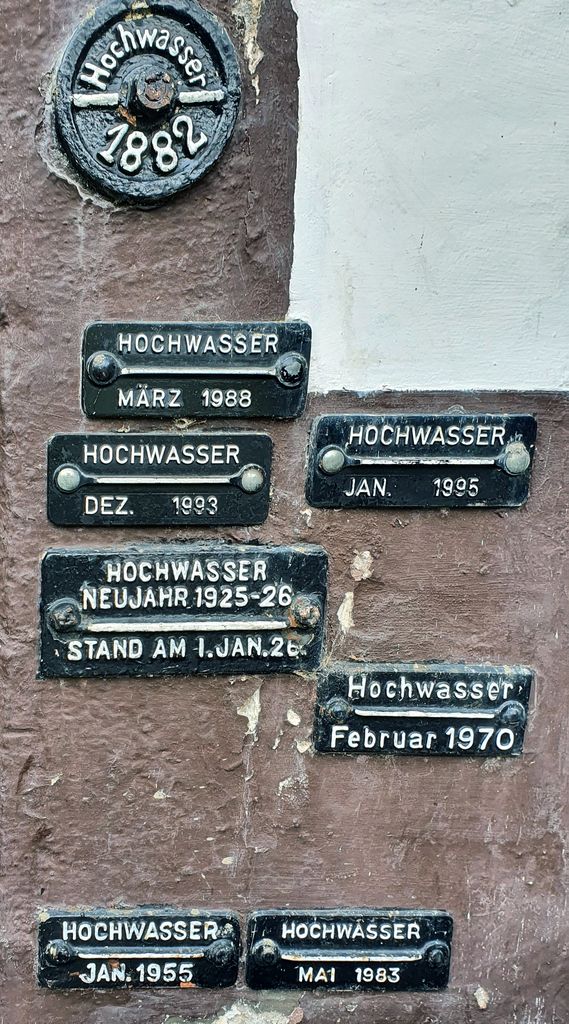 Hochwasser
1882
HOCHWASSER
MÄRZ 1988
HOCHWASSER
DEZ. 1993
HOCHWASSER
JAN. 1995
HOCHWASSER
NEUJAHR 1925-26
STAND AM 1.JAN.26
Hochwasser
Februar 1970
HOCHWASSER
JAN. 1955
HOCHWASSER
MAI 1983